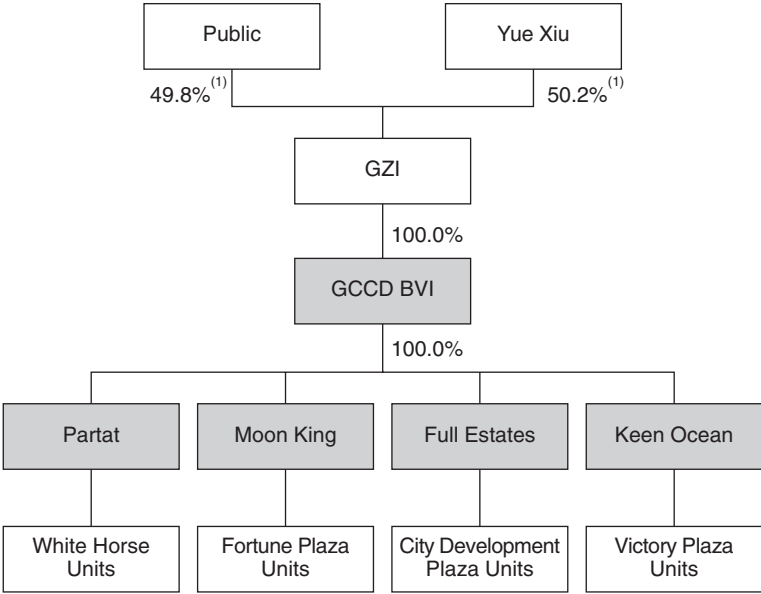 Public
Yue Xiu
49.8%(1)
50.2%(1)
GZI
100.0%
GCCD BVI
100.0%
Partat
Moon King
Full Estates
Keen Ocean
White Horse
Units
Fortune Plaza
Units
City Development
Plaza Units
Victory Plaza
Units